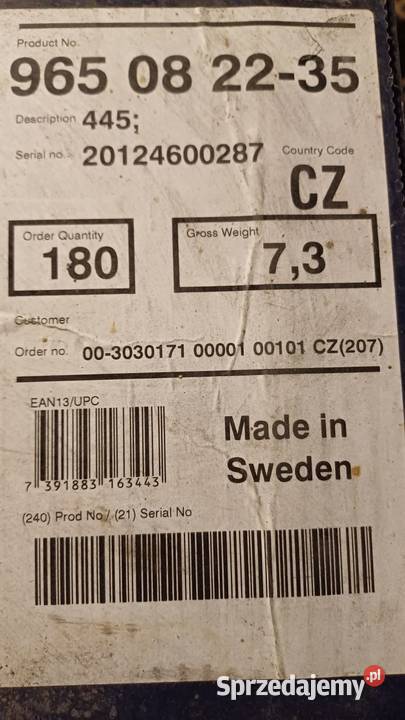 Product No.
965 08 22-35
Description 445;
Serial no. 20124600287
Country Code
CZ
Order Quantity
180
Gross Weight
7,3
Customer
Order no. 00-3030171 00001 00101 CZ(207)
EAN13/UPC
7 391883 163443
Made in
Sweden
(240) Prod No / (21) Serial No
Sprzedajemy.pl